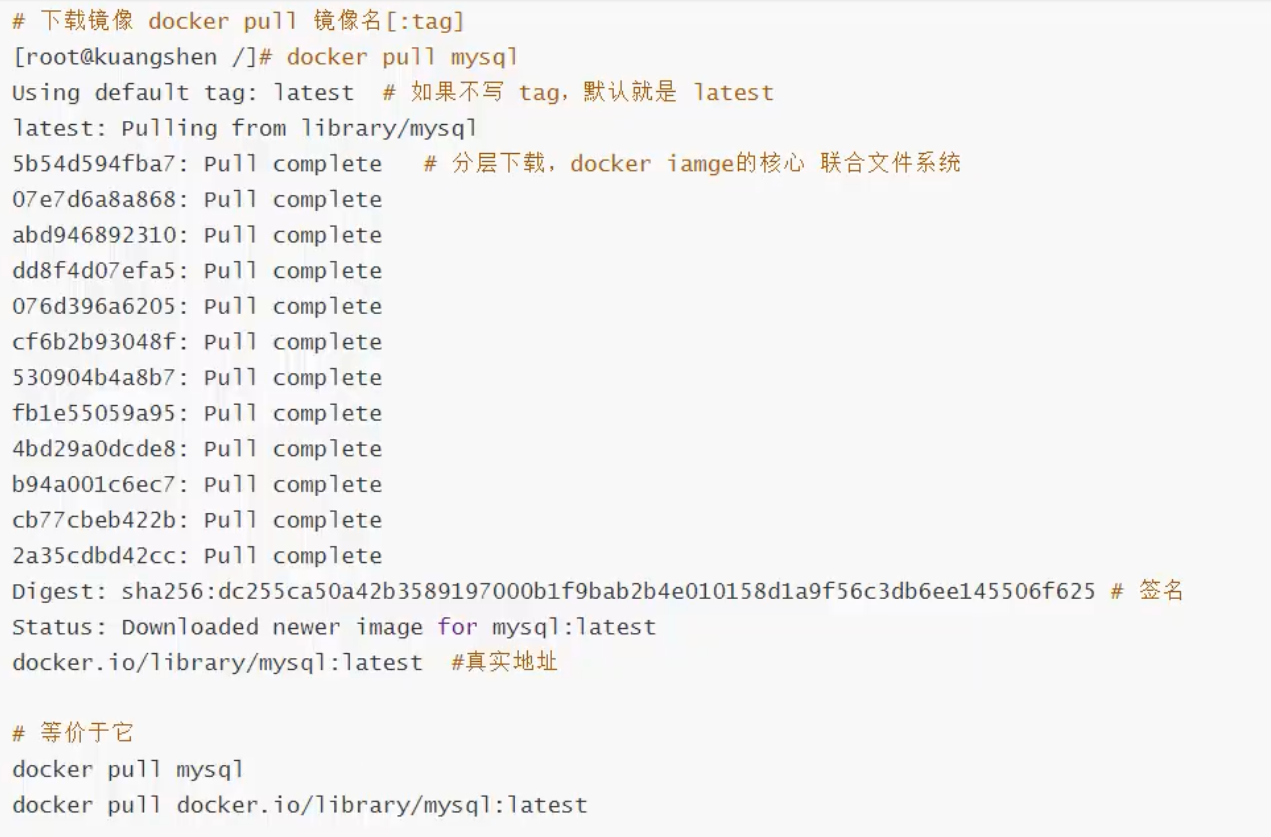 # 下载镜像 docker pull 镜像名[:tag]
[root@kuangshen /]# docker pull mysql
Using default tag: latest  # 如果不写 tag，默认就是 latest
latest: Pulling from library/mysql
5b54d594fba7: Pull complete   # 分层下载，docker iamge的核心 联合文件系统
07e7d6a8a868: Pull complete
abd946892310: Pull complete
dd8f4d07efa5: Pull complete
076d396a6205: Pull complete
cf6b2b93048f: Pull complete
530904b4a8b7: Pull complete
fb1e55059a95: Pull complete
4bd29a0dcde8: Pull complete
b94a001c6ec7: Pull complete
cb77cbeb422b: Pull complete
2a35cdbd42cc: Pull complete
Digest: sha256:dc255ca50a42b3589197000b1f9bab2b4e010158d1a9f56c3db6ee145506f625 # 签名
Status: Downloaded newer image for mysql:latest
docker.io/library/mysql:latest  #真实地址
# 等价于它
docker pull mysql
docker pull docker.io/library/mysql:latest